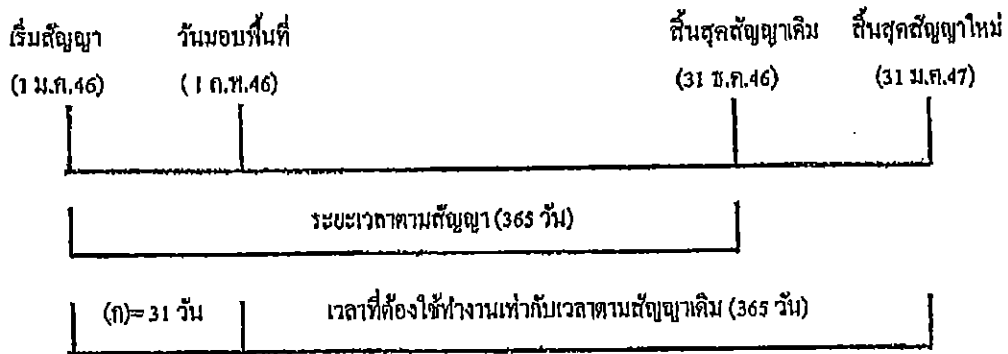 เริ่มสัญญา วันมอบพื้นที่ สิ้นสุดสัญญาเดิม สิ้นสุดสัญญาใหม่
(1 ม.ค.46) (1 ก.พ.46) (31 ธ.ค.46) (31 ม.ค.47)
ระยะเวลาตามสัญญา (365 วัน)
(ก)= 31 วัน เวลาที่ต้องใช้ทำงานเท่ากับเวลาตามสัญญาเดิม (365 วัน)